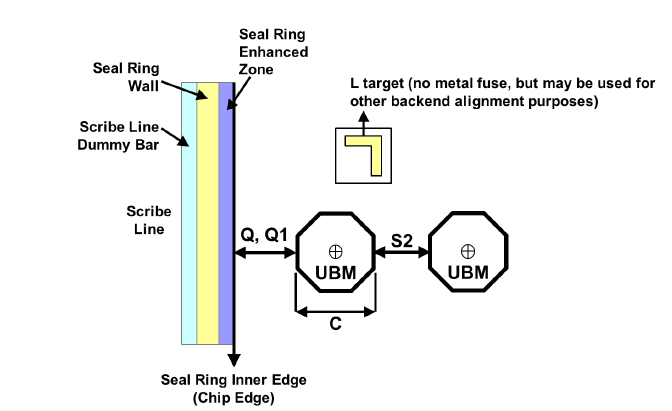 Seal Ring
Enhanced
Zone
Seal Ring
Wall
L target (no metal fuse, but may be used for
other backend alignment purposes)
Scribe Line
Dummy Bar
Scribe
Line
Q, Q1
S2
UBM
UBM
C
Seal Ring Inner Edge
(Chip Edge)